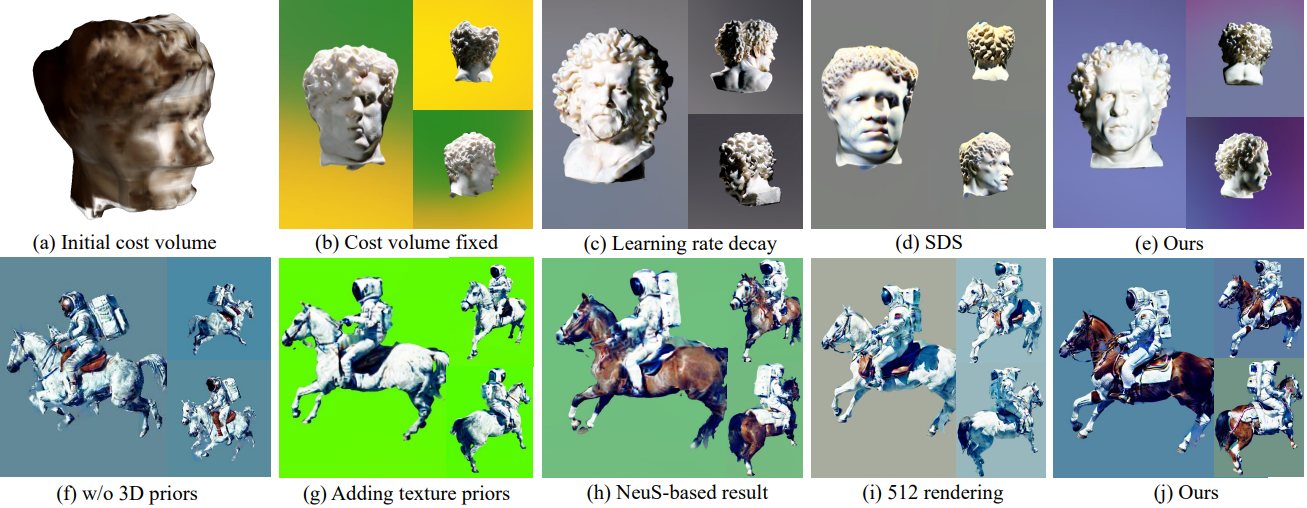 (a) Initial cost volume
(b) Cost volume fixed
(c) Learning rate decay
(d) SDS
(e) Ours
(f) w/o 3D priors
(g) Adding texture priors
(h) NeuS-based result
(i) 512 rendering
(j) Ours